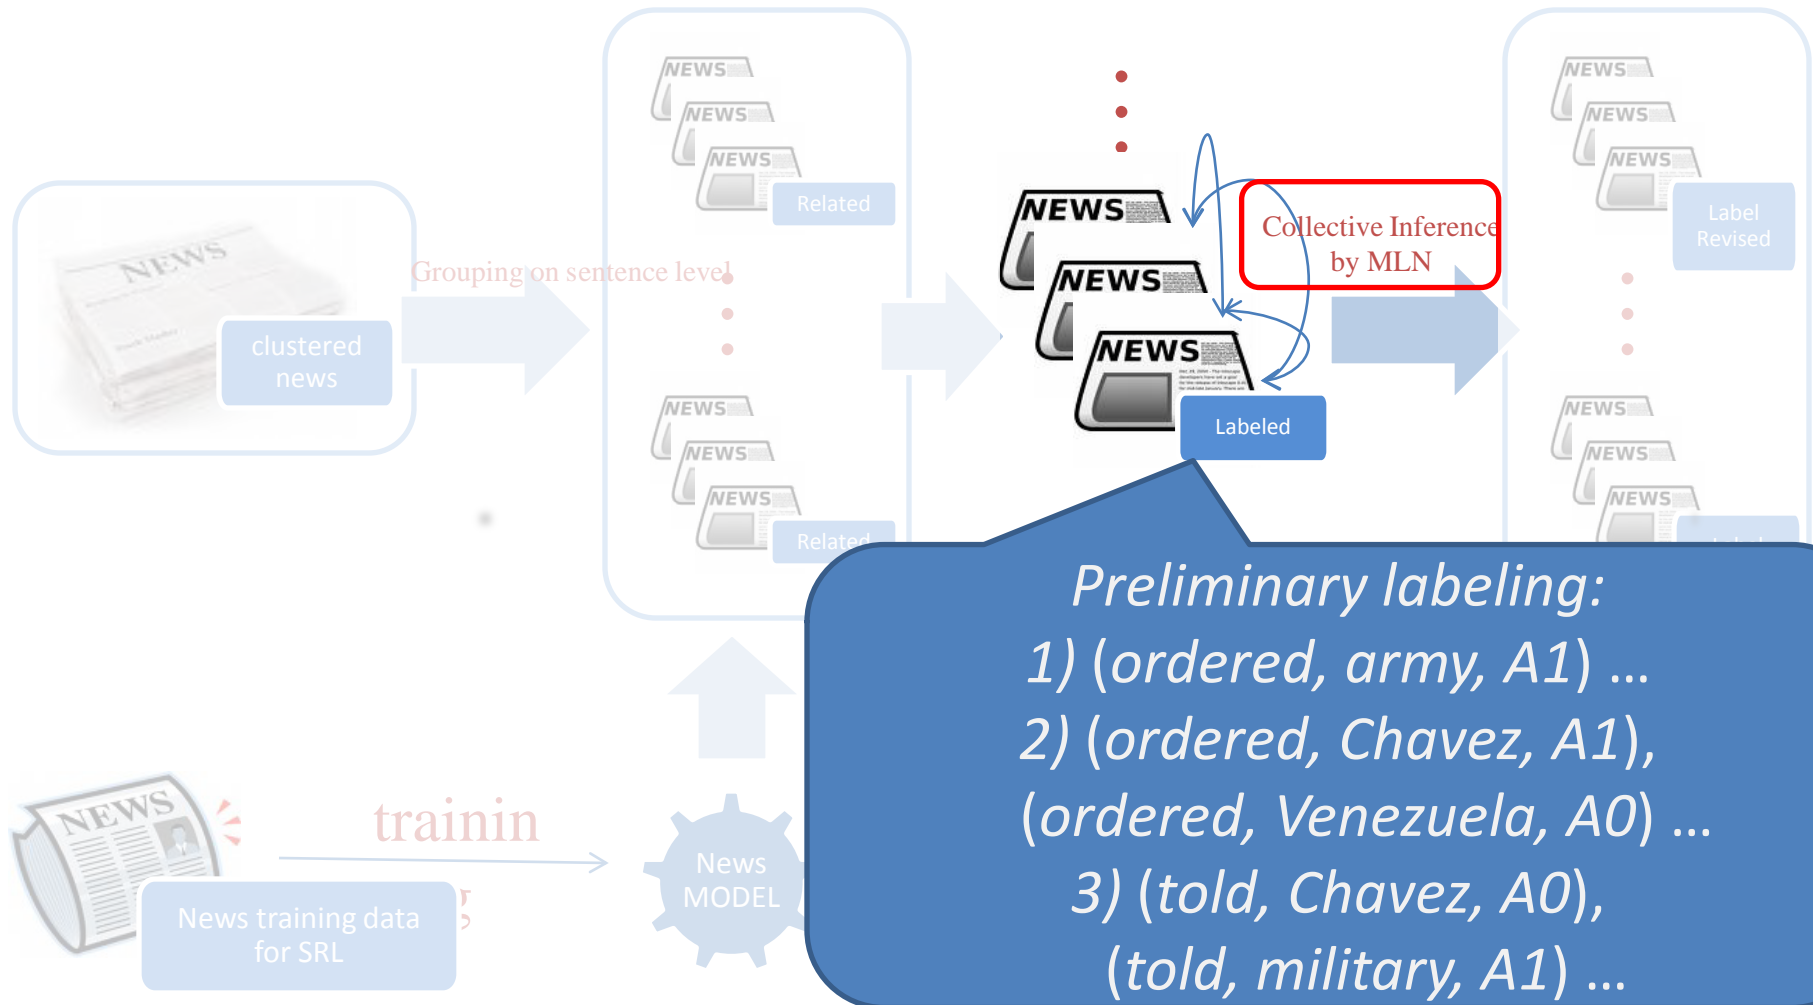 NEWS
NEWS
NEWS
Related
NEWS
clustered
news
Grouping on sentence level
NEWS
NEWS
NEWS
Related
NEWS
NEWS
NEWS
Labeled
Collective Inference
by MLN
NEWS
NEWS
NEWS
Label
Revised
NEWS
NEWS
NEWS
Preliminary labeling:
1) (ordered, army, A1) …
2) (ordered, Chavez, A1),
(ordered, Venezuela, A0) …
3) (told, Chavez, A0),
(told, military, A1) …
NEWS
News training data
for SRL
trainin
g
News
MODEL